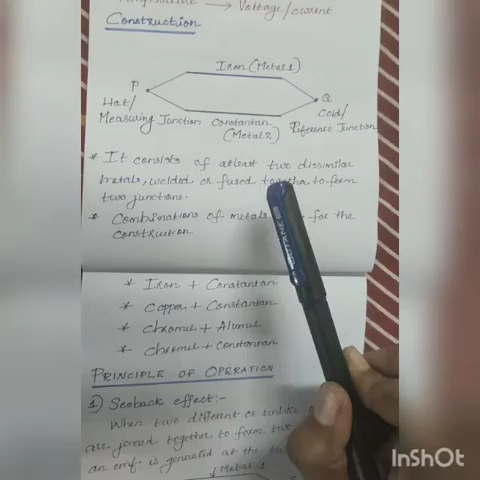 → Voltage/current
Construction
Iron (Metal 1)
P
Q
Hot/
Measuring Junction
Constantan
(Metal 2)
Cold/
Reference Junction
* It consists of atleast two dissimilar
metals, welded or fused together to form
two junctions.
* Combinations of metals for the
construction
* Iron + Constantan
* Copper + Constantan
* Chromel + Alumel
* Chromel + Constantan
PRINCIPLE OF OPERATION
1) Seeback effect:-
When two different or unlike
are joined together to form two
an emf is generated at the
Metal 1
OCTANE
InShOt